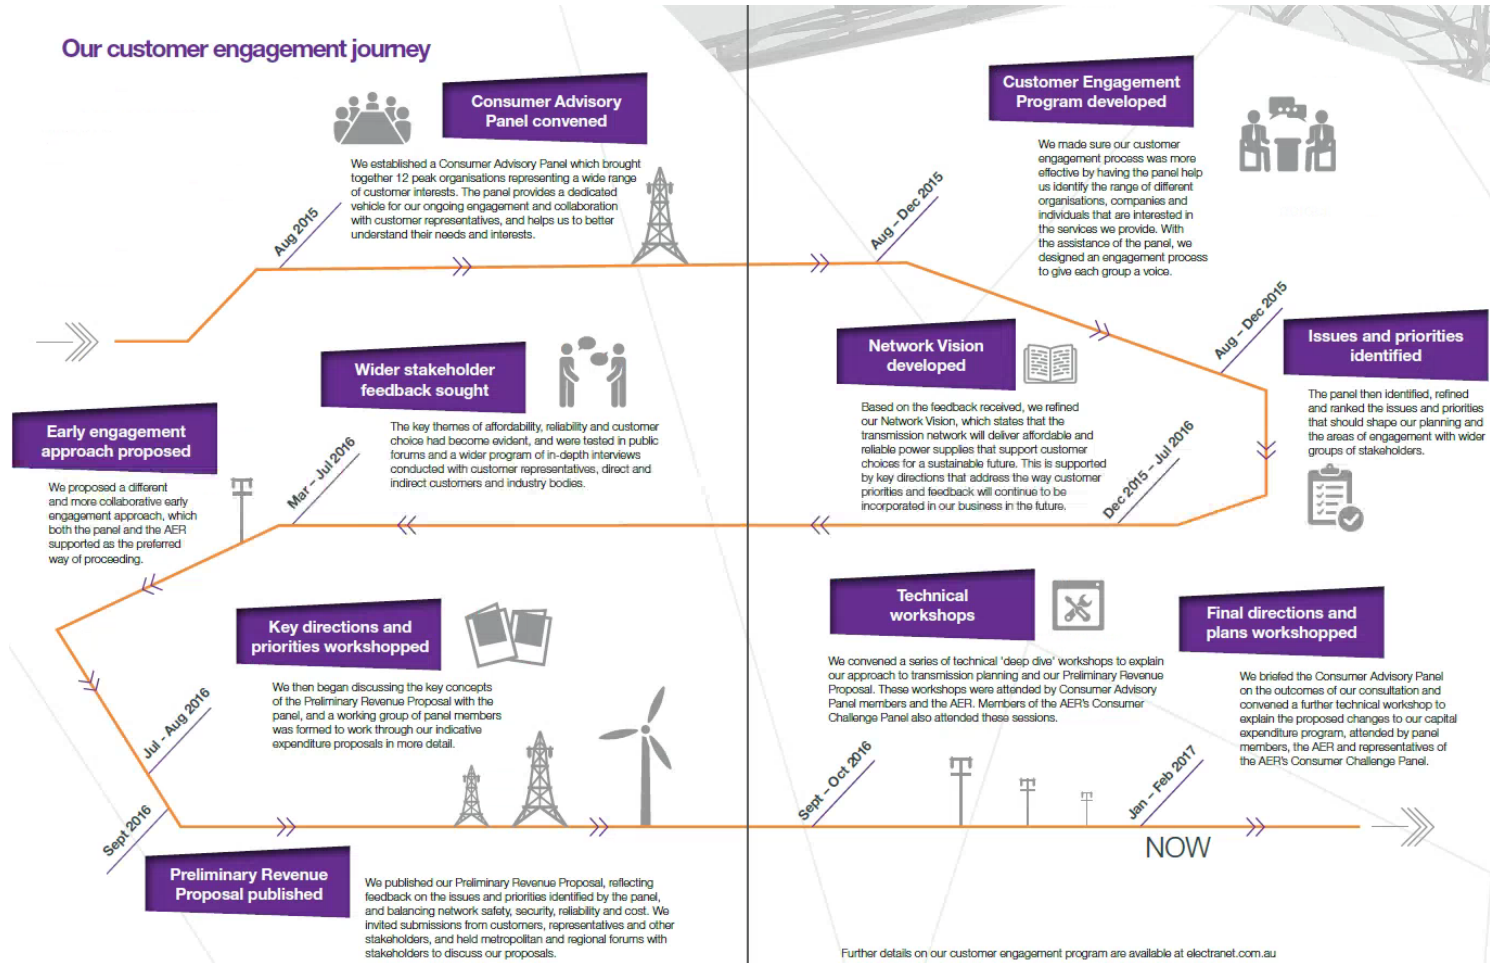 Our customer engagement journey
Consumer Advisory
Panel convened
We established a Consumer Advisory Panel which brought
together 12 peak organisations representing a wide range
of customer interests. The panel provides a dedicated
vehicle for our ongoing engagement and collaboration
with customer representatives, and helps us to better
understand their needs and interests.
Aug 2015
Customer Engagement
Program developed
We made sure our customer
engagement process was more
effective by having the panel help
us identify the range of different
organisations, companies and
individuals that are interested in
the services we provide. With
the assistance of the panel, we
designed an engagement process
to give each group a voice.
Aug – Dec 2015
Issues and priorities
identified
The panel then identified, refined
and ranked the issues and priorities
that should shape our planning and
the areas of engagement with wider
groups of stakeholders.
Aug – Dec 2015
Network Vision
developed
Based on the feedback received, we refined
our Network Vision, which states that the
transmission network will deliver affordable and
reliable power supplies that support customer
choices for a sustainable future. This is supported
by key directions that address the way customer
priorities and feedback will continue to be
incorporated in our business in the future.
Dec 2015 – Jul 2016
Wider stakeholder
feedback sought
The key themes of affordability, reliability and customer
choice had become evident, and were tested in public
forums and a wider program of in-depth interviews
conducted with customer representatives, direct and
indirect customers and industry bodies.
Mar – Jul 2016
Early engagement
approach proposed
We proposed a different
and more collaborative early
engagement approach, which
both the panel and the AER
supported as the preferred
way of proceeding.
Key directions and
priorities workshopped
We then began discussing the key concepts
of the Preliminary Revenue Proposal with the
panel, and a working group of panel members
was formed to work through our indicative
expenditure proposals in more detail.
Jul - Aug 2016
Sept 2016
Preliminary Revenue
Proposal published
We published our Preliminary Revenue Proposal, reflecting
feedback on the issues and priorities identified by the panel,
and balancing network safety, security, reliability and cost. We
invited submissions from customers, representatives and other
stakeholders, and held metropolitan and regional forums with
stakeholders to discuss our proposals.
Technical
workshops
We convened a series of technical 'deep dive' workshops to explain
our approach to transmission planning and our Preliminary Revenue
Proposal. These workshops were attended by Consumer Advisory
Panel members and the AER. Members of the AER's Consumer
Challenge Panel also attended these sessions.
Sept – Oct 2016
Final directions and
plans workshopped
We briefed the Consumer Advisory Panel
on the outcomes of our consultation and
convened a further technical workshop to
explain the proposed changes to our capital
expenditure program, attended by panel
members, the AER and representatives of
the AER's Consumer Challenge Panel.
Jan – Feb 2017
NOW
Further details on our customer engagement program are available at electranet.com.au